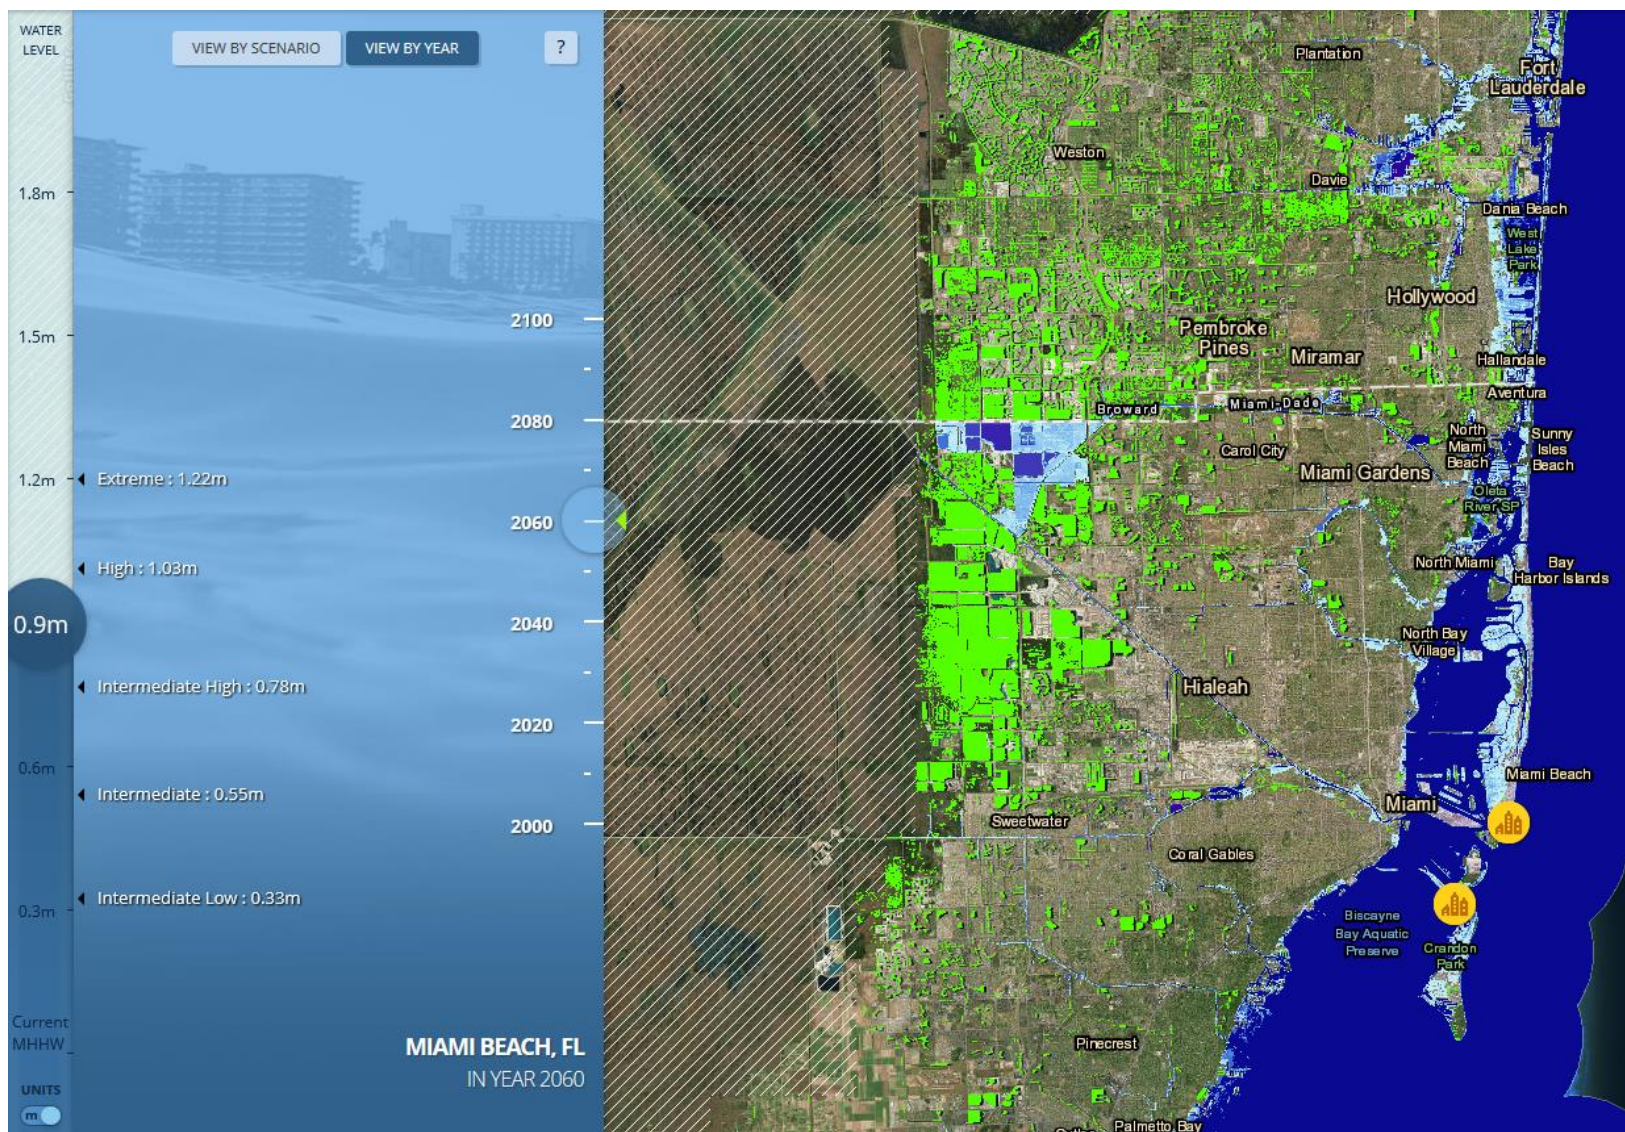 WATER
LEVEL
VIEW BY SCENARIO
VIEW BY YEAR
?
1.8m
1.5m
1.2m
0.9m
0.6m
0.3m
Current
MHHW
UNITS
m
Extreme : 1.22m
High : 1.03m
Intermediate High : 0.78m
Intermediate : 0.55m
Intermediate Low : 0.33m
2100
2080
2060
2040
2020
2000
MIAMI BEACH, FL
IN YEAR 2060
Plantation
Fort
Lauderdale
Weston
Davie
Dania Beach
West
Lake
Park
Hollywood
Pembroke
Pines
Miramar
Hallandale
Aventura
Broward
Miami-Dade
Carol City
North
Miami
Beach
Sunny
Isles
Beach
Miami Gardens
Oleta
River SP
North Miami
Bay
Harbor Islands
North Bay
Village
Hialeah
Miami Beach
Miami
Sweetwater
Coral Gables
Biscayne
Bay Aquatic
Preserve
Crandon
Park
Pinecrest
Palmetto Bay